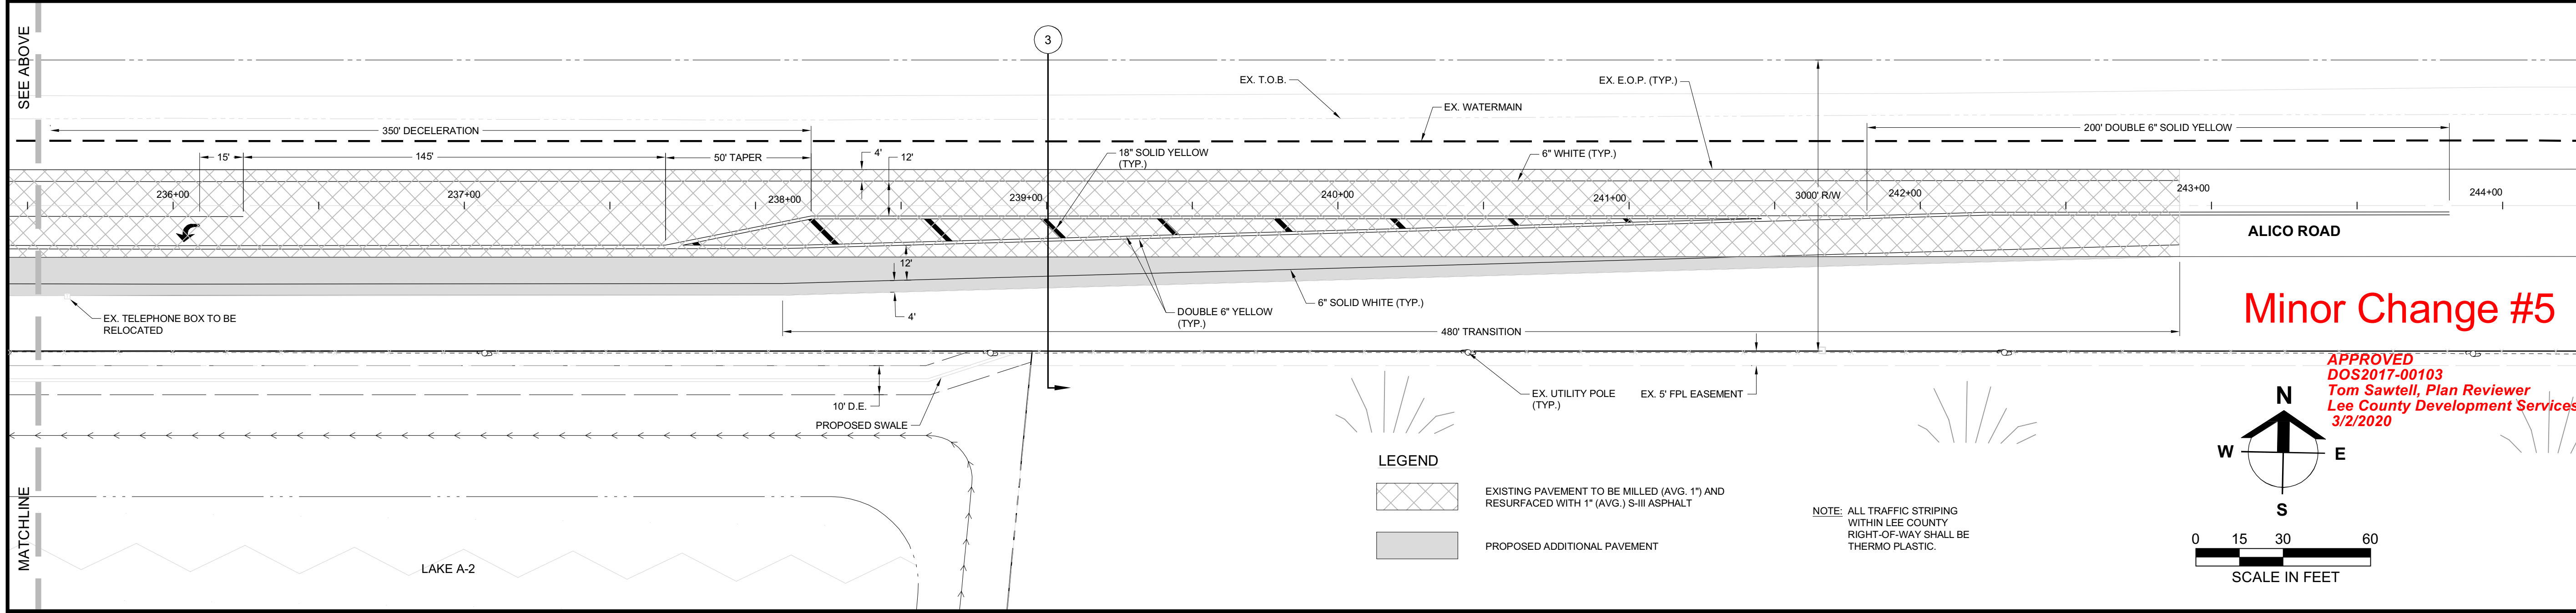 SEE ABOVE
MATCHLINE
3
EX. T.O.B.
EX. E.O.P. (TYP.)
EX. WATERMAIN
350' DECELERATION
200' DOUBLE 6" SOLID YELLOW
15'
145'
50' TAPER
4'
12'
18" SOLID YELLOW
(TYP.)
6" WHITE (TYP.)
236+00
237+00
238+00
239+00
240+00
241+00
3000' R/W
242+00
243+00
244+00
ALICO ROAD
12'
4'
DOUBLE 6" YELLOW
(TYP.)
6" SOLID WHITE (TYP.)
EX. TELEPHONE BOX TO BE
RELOCATED
480' TRANSITION
Minor Change #5
APPROVED
DOS2017-00103
Tom Sawtell, Plan Reviewer
Lee County Development Services
3/2/2020
10' D.E.
PROPOSED SWALE
EX. UTILITY POLE
(TYP.)
EX. 5' FPL EASEMENT
LEGEND
EXISTING PAVEMENT TO BE MILLED (AVG. 1") AND
RESURFACED WITH 1" (AVG.) S-III ASPHALT
PROPOSED ADDITIONAL PAVEMENT
NOTE: ALL TRAFFIC STRIPING
WITHIN LEE COUNTY
RIGHT-OF-WAY SHALL BE
THERMO PLASTIC.
N
W E
S
0 15 30 60
SCALE IN FEET
LAKE A-2